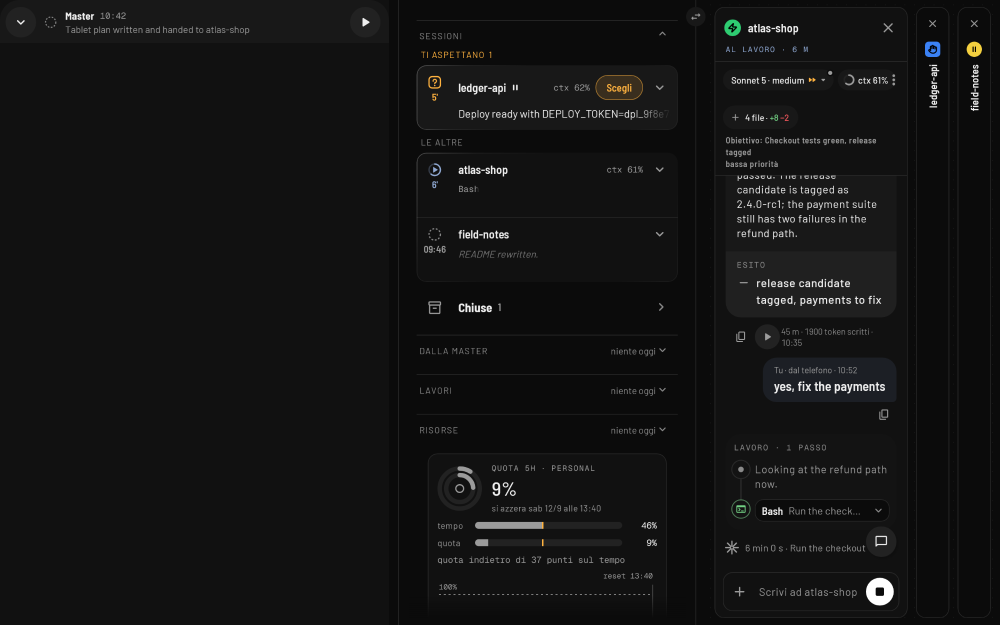 Master 10:42
Tablet plan written and handed to atlas-shop
SESSIONI
TI ASPETTANO 1
5'
ledger-api
ctx 62%
Scegli
Deploy ready with DEPLOY_TOKEN=dpl_9f8e
LE ALTRE
6'
atlas-shop
ctx 61%
Bash
09:46
field-notes
README rewritten.
Chiuse 1
DALLA MASTER
niente oggi
LAVORI
niente oggi
RISORSE
niente oggi
QUOTA 5H · PERSONAL
9%
si azzera sab 12/9 alle 13:40
tempo
46%
quota
9%
quota indietro di 37 punti sul tempo
reset 13:40
100%
atlas-shop
AL LAVORO · 6 M
Sonnet 5 · medium
ctx 61%
4 file · +8 −2
Obiettivo: Checkout tests green, release
tagged
bassa priorità
passed. The release
candidate is tagged as
2.4.0-rc1; the payment suite
still has two failures in the
refund path.
ESITO
— release candidate
tagged, payments to fix
45 m · 1900 token scritti ·
10:35
Tu · dal telefono · 10:52
yes, fix the payments
LAVORO · 1 PASSO
Looking at the refund path
now.
Bash Run the check...
6 min 0 s · Run the checkout
Scrivi ad atlas-shop
ledger-api
field-notes